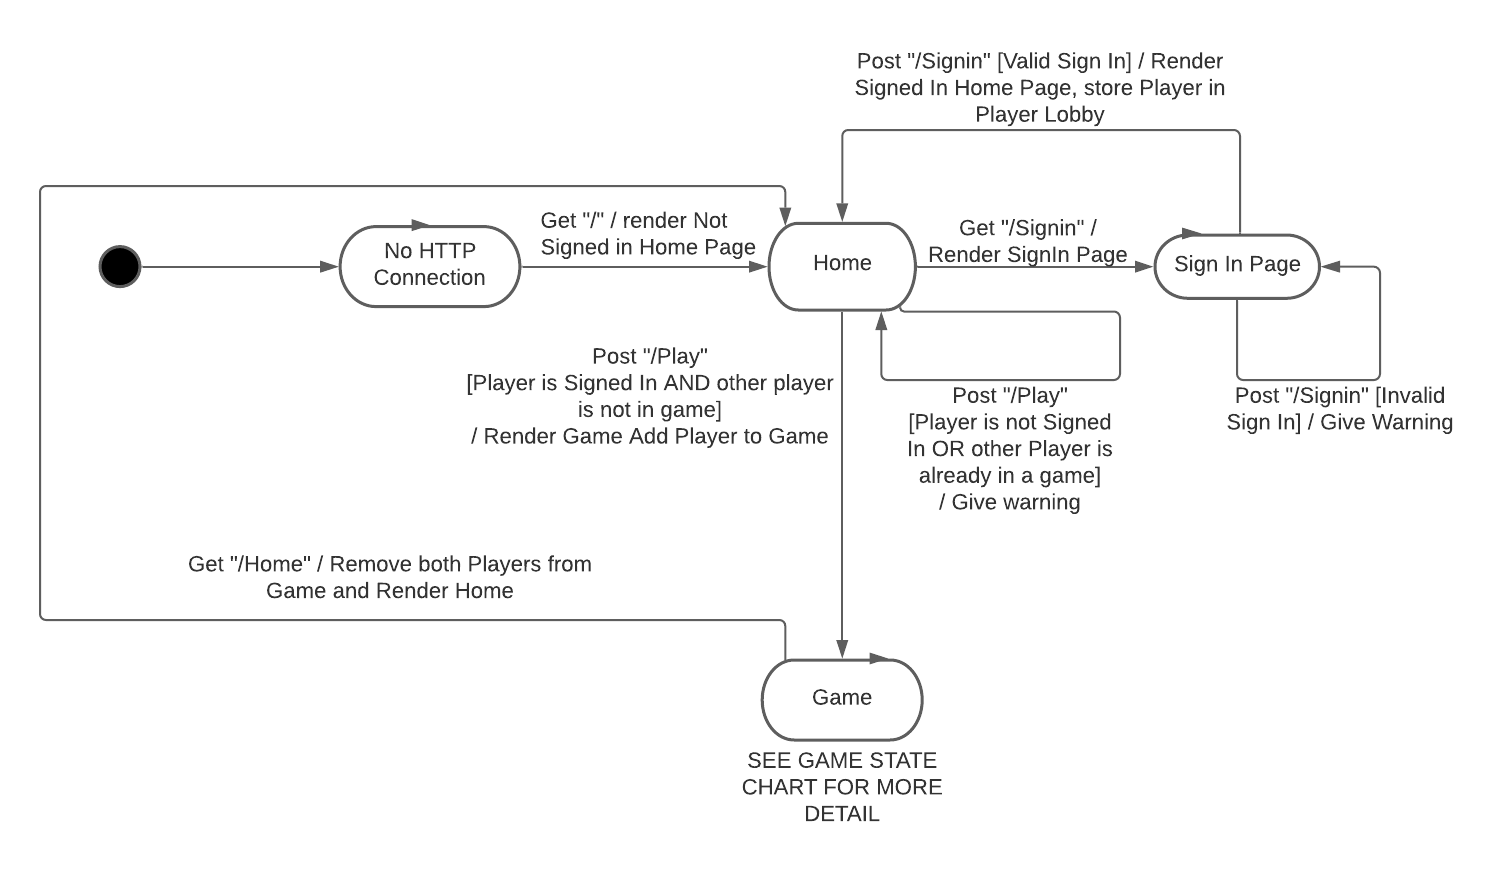 Post "/Signin" [Valid Sign In] / Render
Signed In Home Page, store Player in
Player Lobby
No HTTP
Connection
Get "/" / render Not
Signed in Home Page
Home
Get "/Signin" /
Render SignIn Page
Sign In Page
Post "/Play"
[Player is Signed In AND other player
is not in game]
/ Render Game Add Player to Game
Post "/Play"
[Player is not Signed
In OR other Player is
already in a game]
/ Give warning
Post "/Signin" [Invalid
Sign In] / Give Warning
Get "/Home" / Remove both Players from
Game and Render Home
Game
SEE GAME STATE
CHART FOR MORE
DETAIL